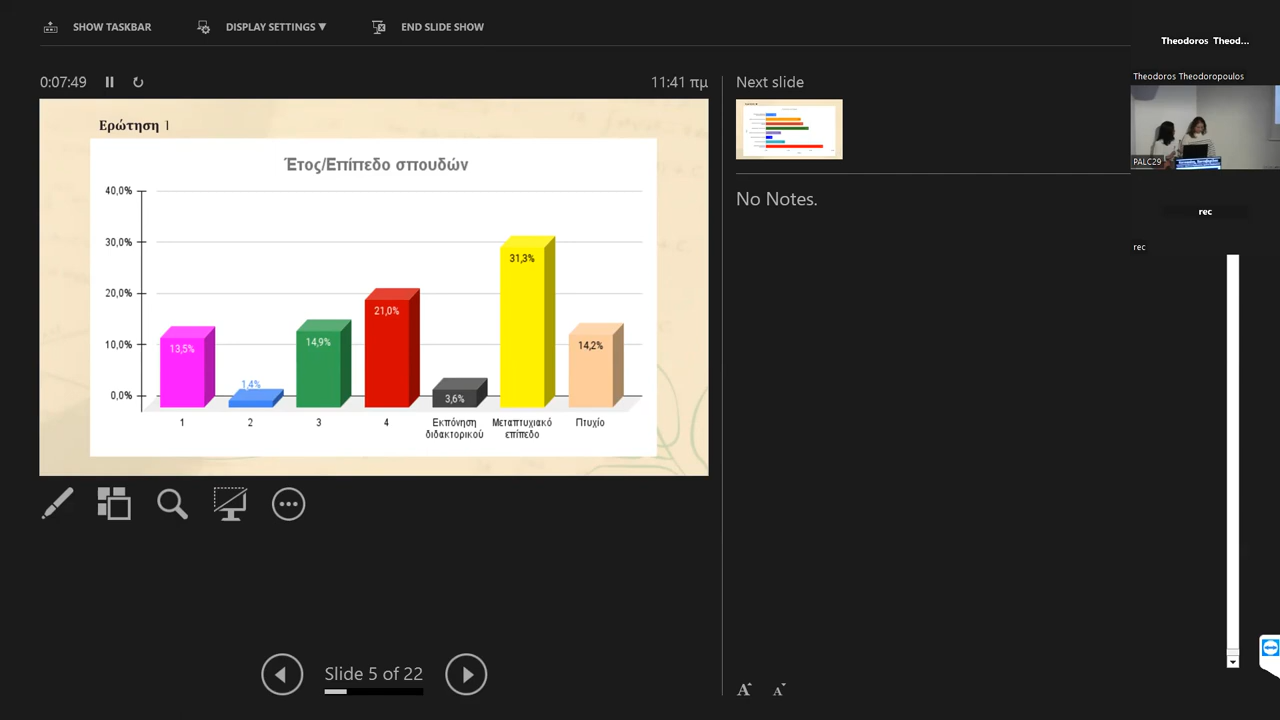 SHOW TASKBAR
DISPLAY SETTINGS ▼
END SLIDE SHOW
0:07:49
11:41 πμ
Ερώτηση 1
Έτος/Επίπεδο σπουδών
40,0%
30,0%
20,0%
10,0%
0,0%
13,5%
1,4%
14,9%
21,0%
3,6%
31,3%
14,2%
1
2
3
4
Εκπόνηση
διδακτορικού
Μεταπτυχιακό
επίπεδο
Πτυχίο
Slide 5 of 22
Next slide
No Notes.
A
A
Theodoros Theod...
Theodoros Theodoropoulos
PALC29
rec
rec